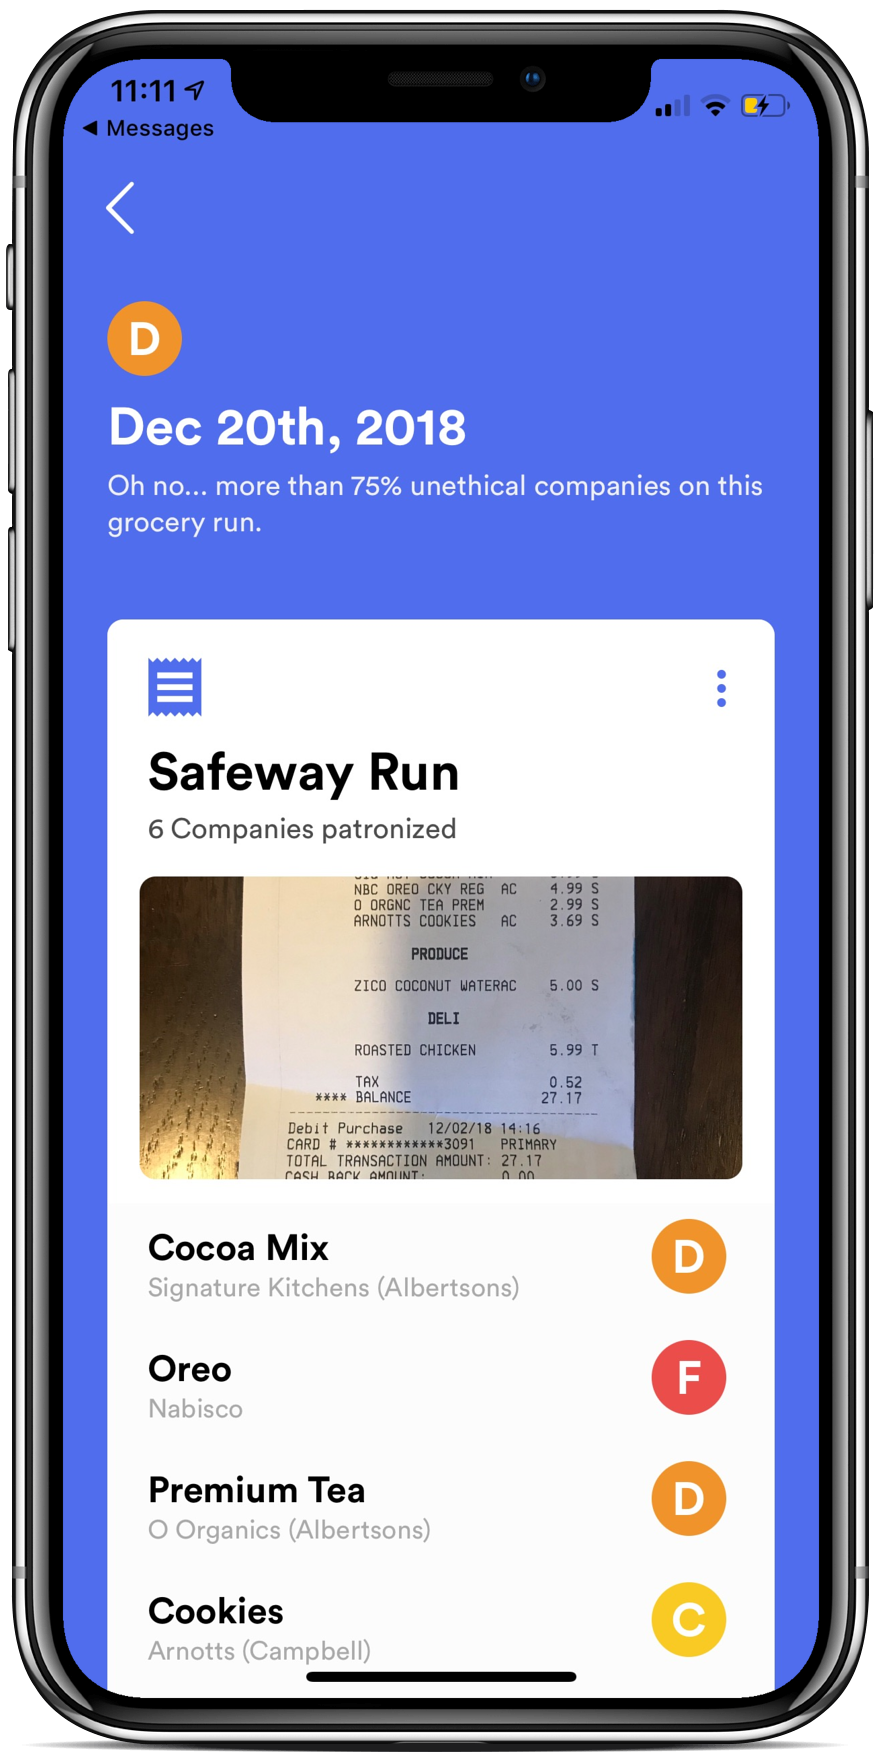 11:11
Messages
D
Dec 20th, 2018
Oh no... more than 75% unethical companies on this
grocery run.
Safeway Run
6 Companies patronized
NBC OREO CKY REG AC 4.99 S
O ORGNC TEA PREM 2.99 S
ARNOTTS COOKIES AC 3.69 S
PRODUCE
ZICO COCONUT WATERAC 5.00 S
DELI
ROASTED CHICKEN 5.99 T
TAX 0.52
**** BALANCE 27.17
Debit Purchase 12/02/18 14:16
CARD # ************3091 PRIMARY
TOTAL TRANSACTION AMOUNT: 27.17
CASH BACK AMOUNT: 0.00
Cocoa Mix
D
Signature Kitchens (Albertsons)
Oreo
F
Nabisco
Premium Tea
D
O Organics (Albertsons)
Cookies
C
Arnotts (Campbell)